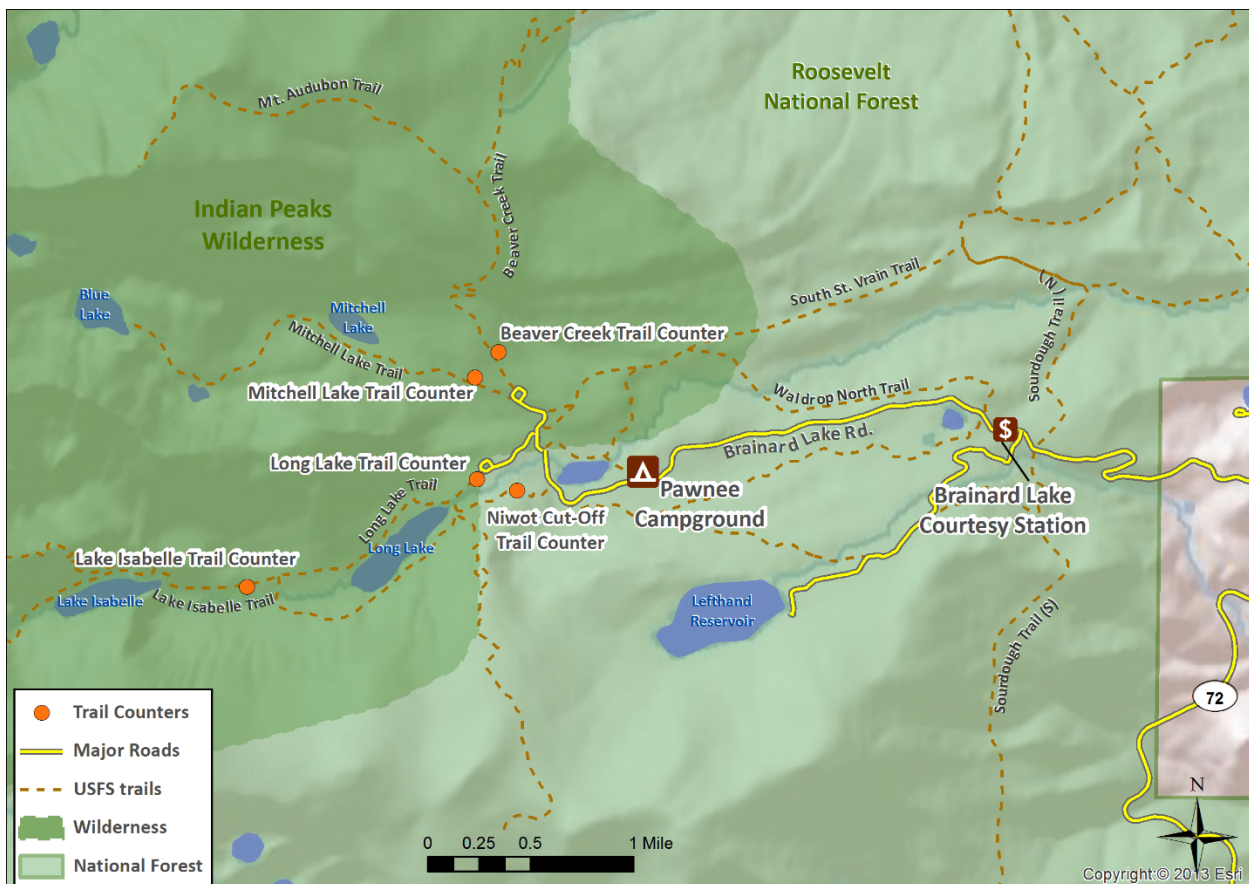 Mt. Audubon Trail
Roosevelt
National Forest
Beaver Creek Trail
Indian Peaks
Wilderness
South St. Vrain Trail
(N)
Sourdough Trail
Blue
Lake
Mitchell
Lake
Beaver Creek Trail Counter
Mitchell Lake Trail
Mitchell Lake Trail Counter
Waldrop North Trail
$
Brainard Lake Rd.
Long Lake Trail Counter
Long Lake Trail
Pawnee
Campground
Brainard Lake
Courtesy Station
Niwot Cut-Off
Trail Counter
Long Lake
Lake Isabelle Trail Counter
Lake Isabelle
Lake Isabelle Trail
Lefthand
Reservoir
Sourdough Trail (S)
72
Trail Counters
Major Roads
USFS trails
Wilderness
National Forest
0 0.25 0.5 1 Mile
N
Copyright:© 2013 Esri